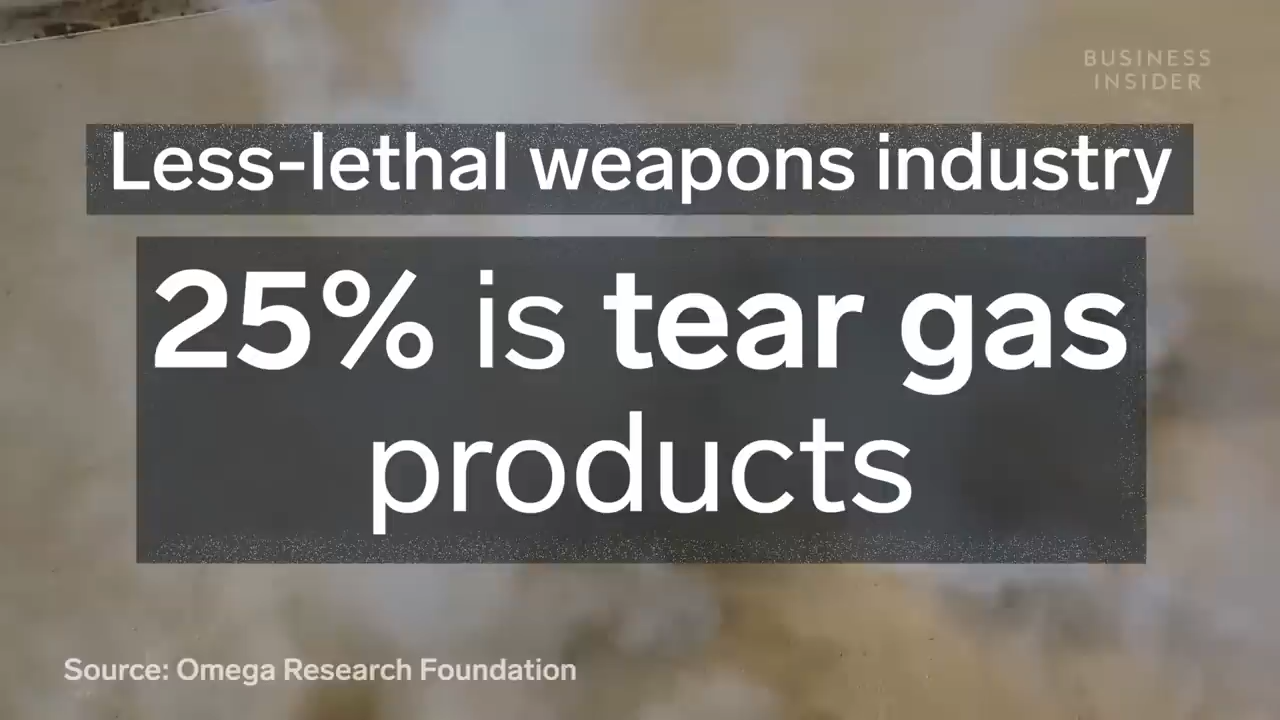 BUSINESS
INSIDER
Less-lethal weapons industry
25% is tear gas
products
Source: Omega Research Foundation